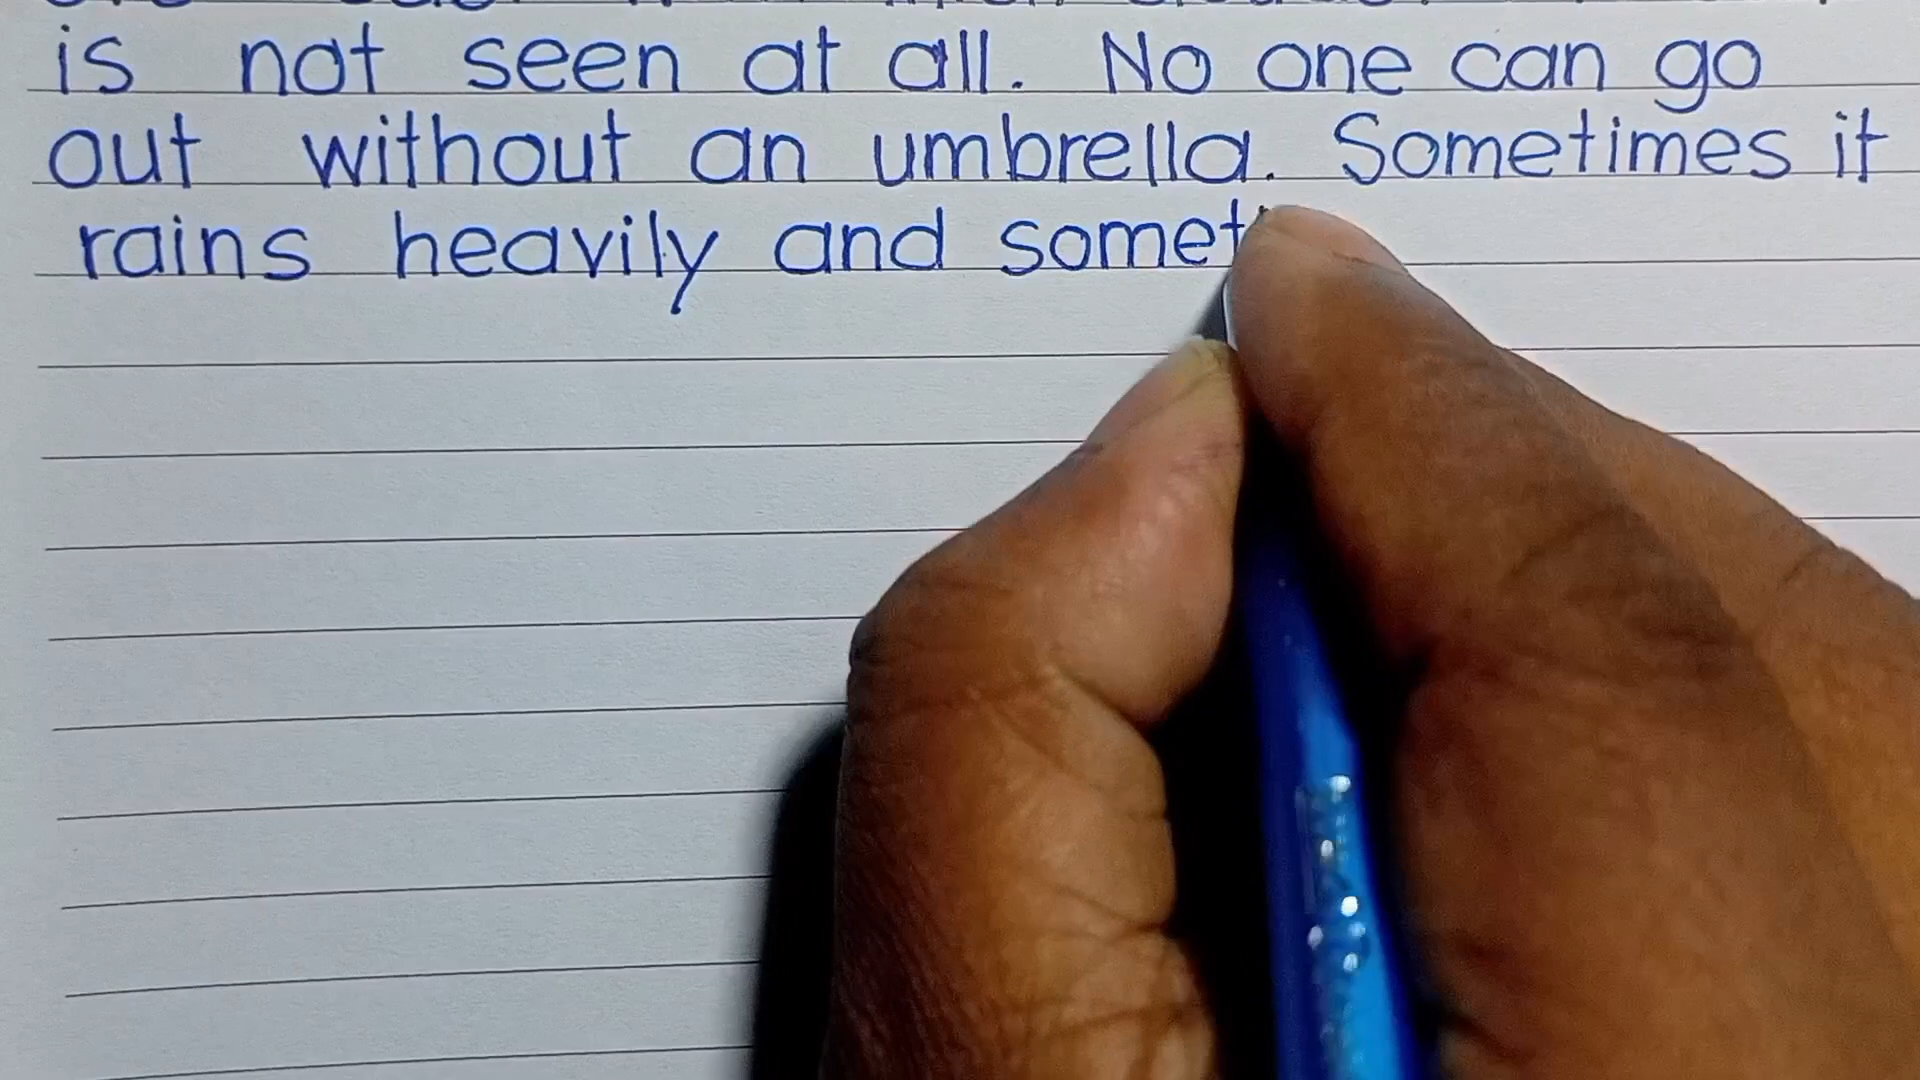 is not seen at all. No one can go
out without an umbrella. Sometimes it
rains heavily and somet